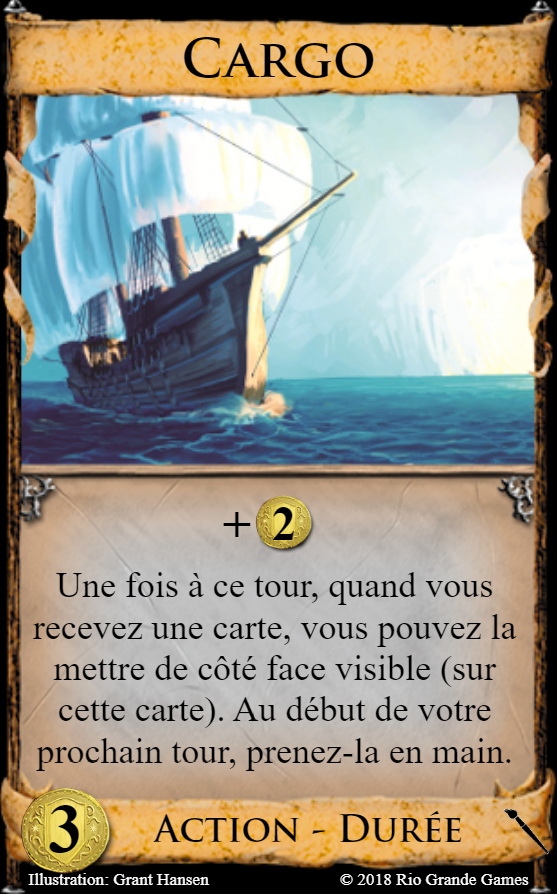 Cargo
+2
Une fois à ce tour, quand vous
recevez une carte, vous pouvez la
mettre de côté face visible (sur
cette carte). Au début de votre
prochain tour, prenez-la en main.
3 Action - Durée
Illustration: Grant Hansen © 2018 Rio Grande Games